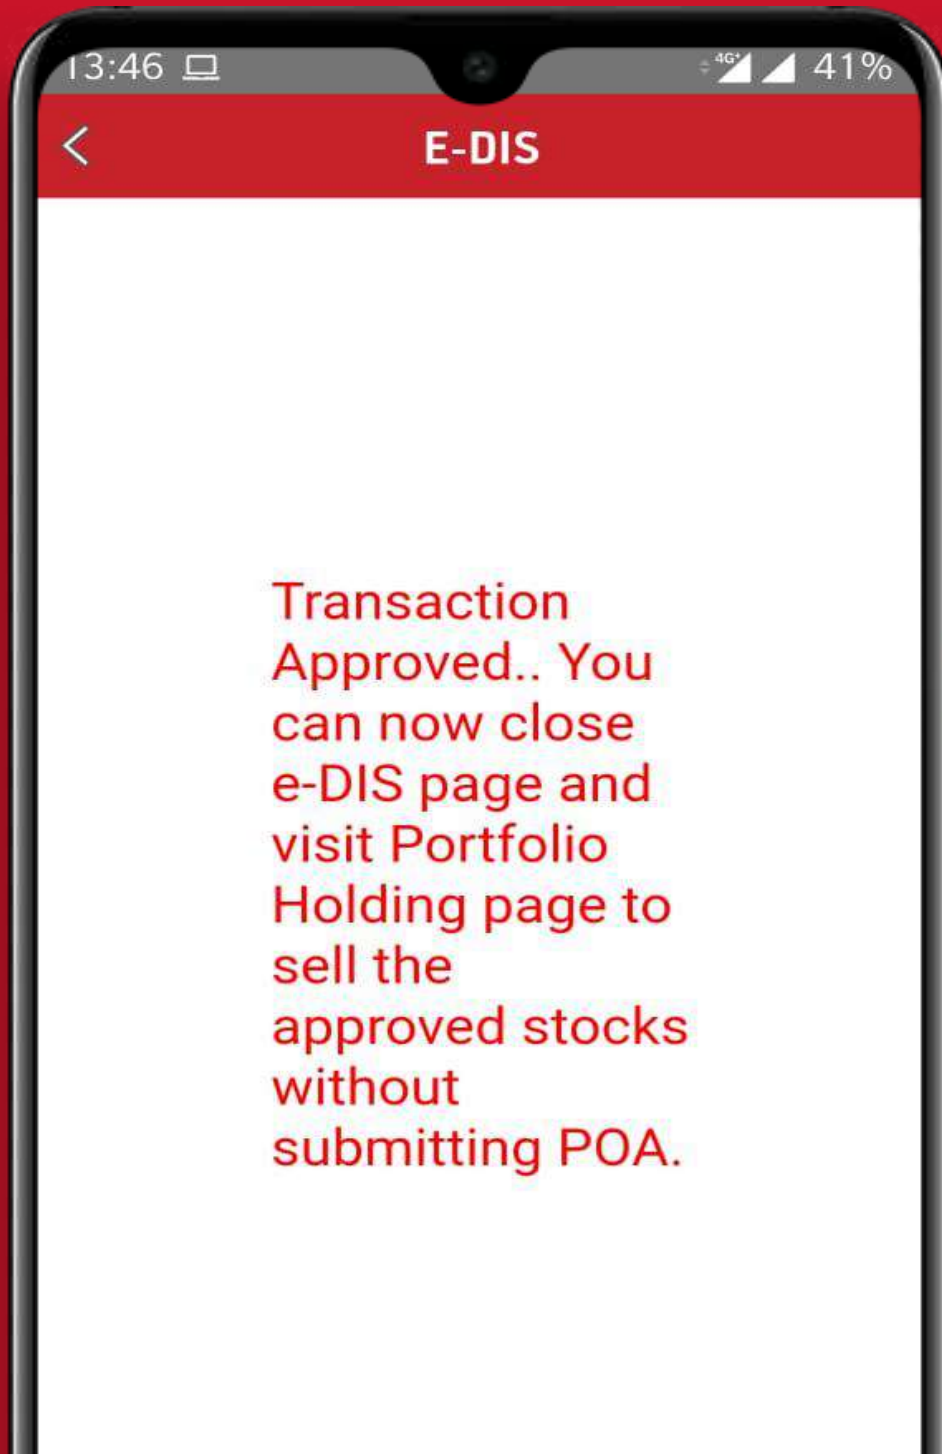 13:46 4G+ 41%
E-DIS
Transaction
Approved.. You
can now close
e-DIS page and
visit Portfolio
Holding page to
sell the
approved stocks
without
submitting POA.